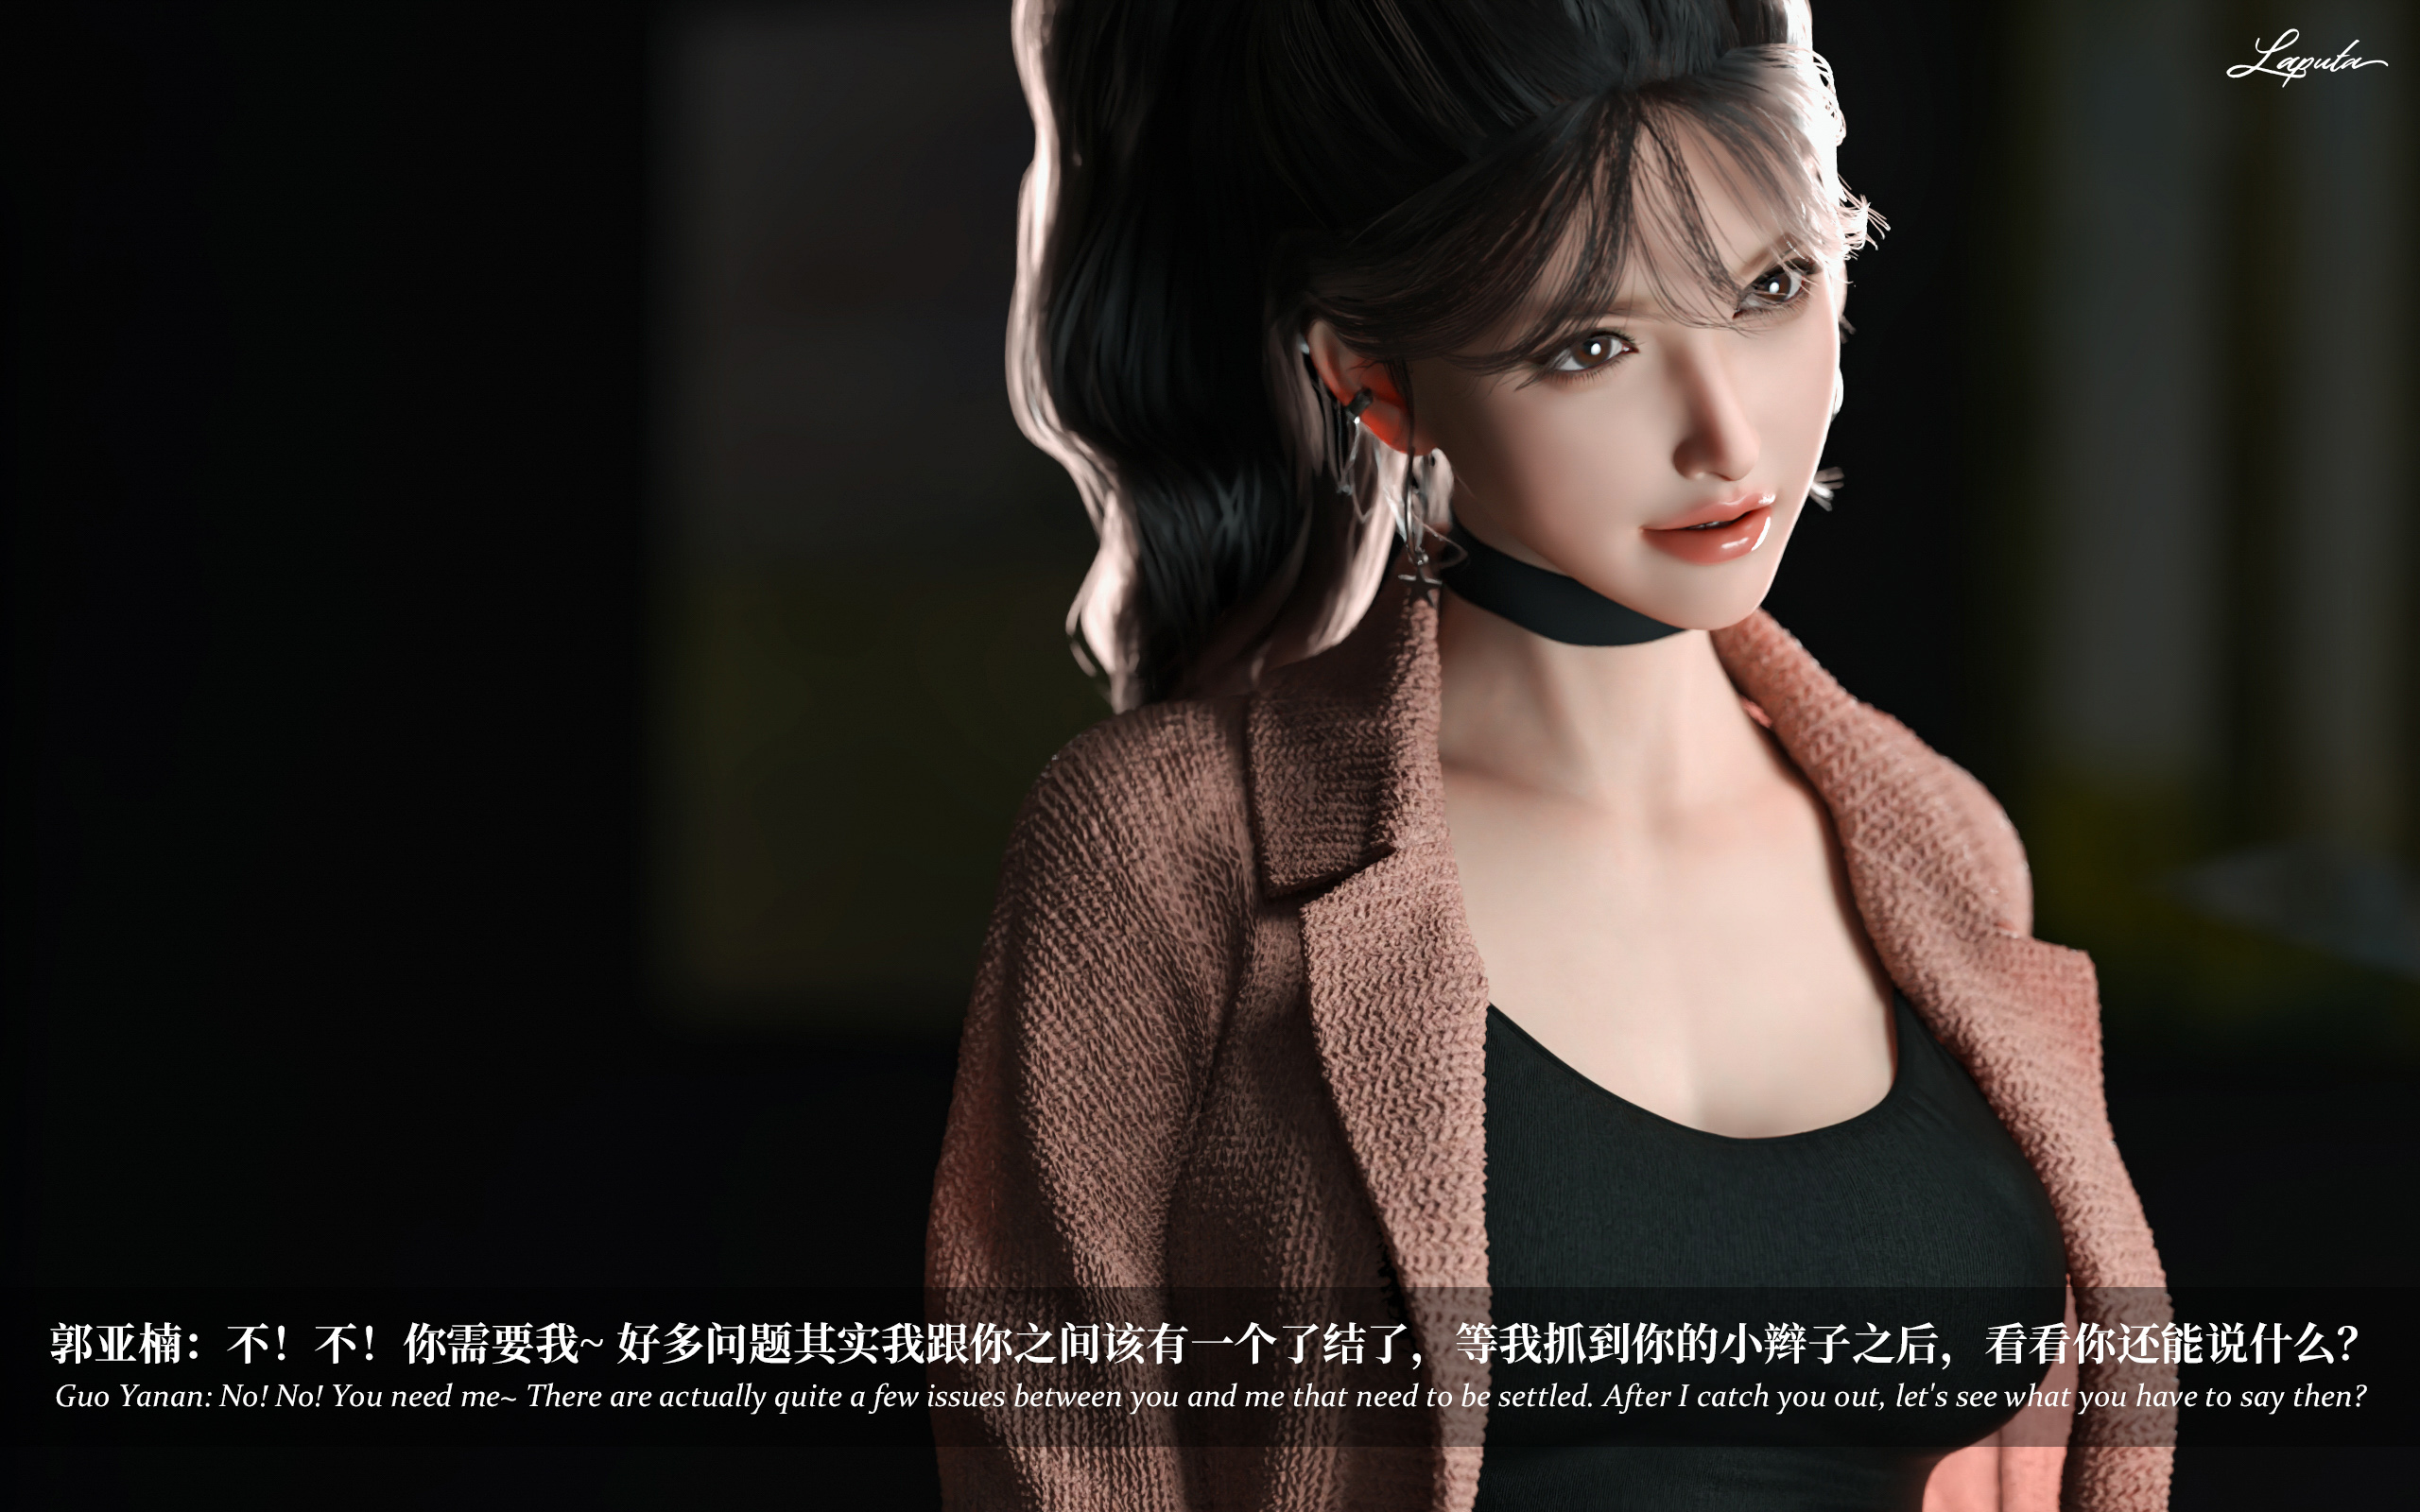 Laputa
郭亚楠：不！不！你需要我~ 好多问题其实我跟你之间该有一个了结了，等我抓到你的小辫子之后，看看你还能说什么？
Guo Yanan: No! No! You need me~ There are actually quite a few issues between you and me that need to be settled. After I catch you out, let's see what you have to say then?